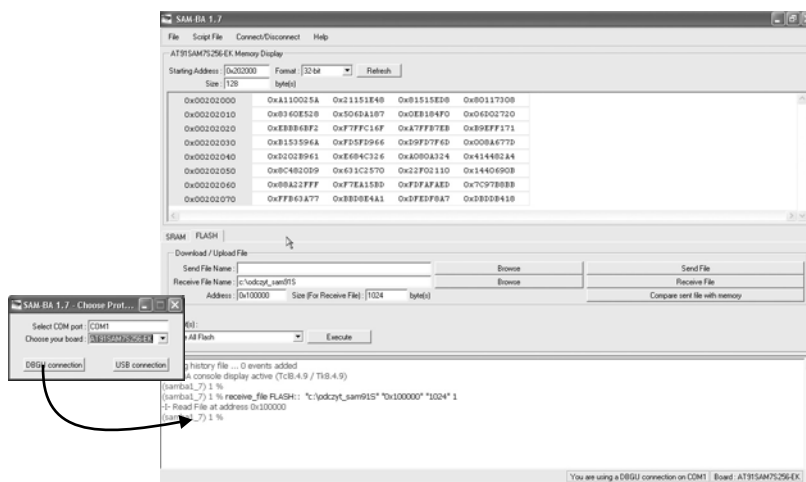 SAM-BA 1.7
File Script File Connect/Disconnect Help
AT91SAM7S256-EK Memory Display
Starting Address : 0x202000 Format : 32-bit Refresh
Size : 128 byte(s)
0x00202000 0xA110025A 0x21151E48 0x81515ED8 0x80117308
0x00202010 0x8360E528 0x506DA187 0x0EB184F0 0x06D02720
0x00202020 0xEBBB6BF2 0xF7FFC16F 0xA7FFB7EB 0xB9EFF171
0x00202030 0xB153596A 0xFD5FD966 0xD9FD7F6D 0x008A677D
0x00202040 0xD202B961 0xE684C326 0xA080A324 0x414482A4
0x00202050 0x8C4820D9 0x631C2570 0x22F02110 0x1440690B
0x00202060 0x88A22FFF 0xF7EA15BD 0xFDFAFAED 0x7C97B8BB
0x00202070 0xFFB63A77 0xBBD8E4A1 0xDFEDF8A7 0xDBDDB418
SRAM FLASH
Download / Upload File
Send File Name : Browse Send File
Receive File Name : c:\odczyt_sam91S Browse Receive File
Address : 0x100000 Size (For Receive File) : 1024 byte(s) Compare sent file with memory
SAM-BA 1.7 - Choose Prot...
Select COM port : COM1
Choose your board : AT91SAM7S256-EK
DBGU connection USB connection
All Flash Execute
history file ... 0 events added
console display active (Tcl8.4.9 / Tk8.4.9)
(samba1_7) 1 %
(samba1_7) 1 % receive_file FLASH:: "c:\odczyt_sam91S" "0x100000" "1024" 1
-I- Read File at address 0x100000
(samba1_7) 1 %
You are using a DBGU connection on COM1 Board : AT91SAM7S256-EK